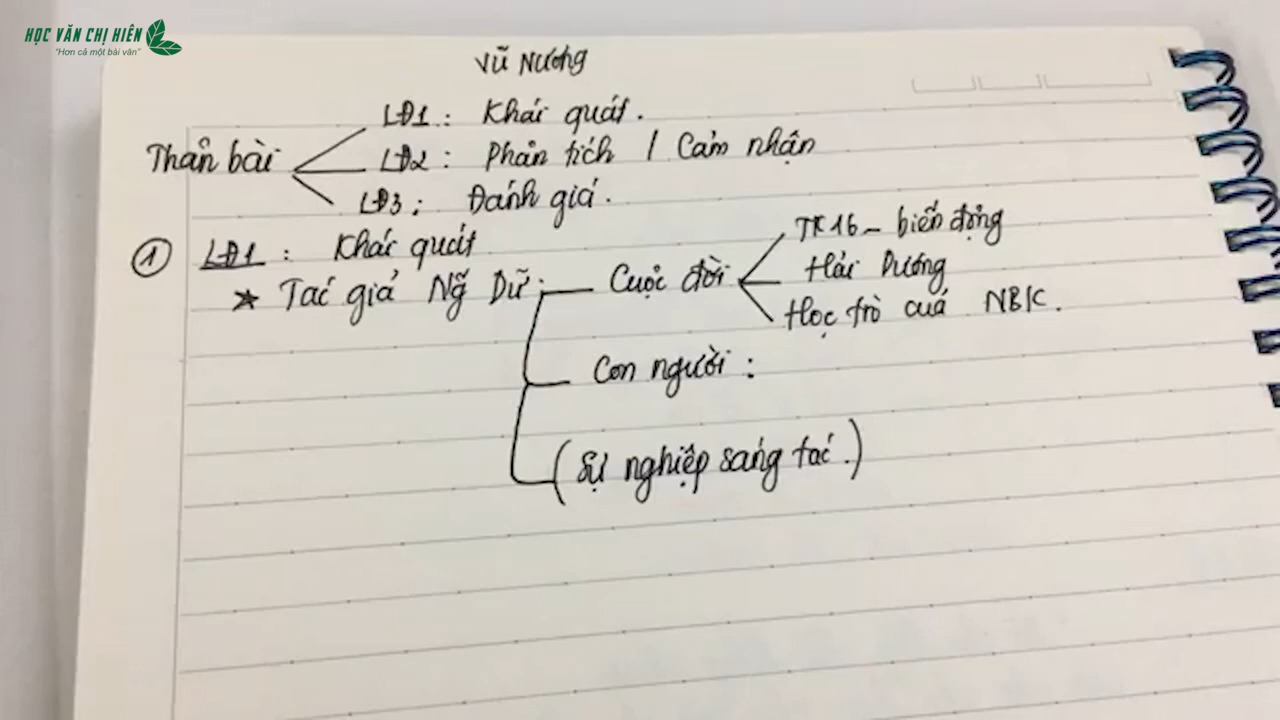 HỌC VĂN CHỊ HIÊN
"Hơn cả một bài văn"
Vũ Nương
Thân bài
LĐ1 : Khái quát.
LĐ2 : Phân tích / Cảm nhận
LĐ3 : Đánh giá.
1 LĐ1 : Khái quát
* Tác giả Ng~ Dữ :
Cuộc đời
TK 16 - biến động
Hải Dương
Học trò của NBK.
Con người :
(Sự nghiệp sáng tác.)